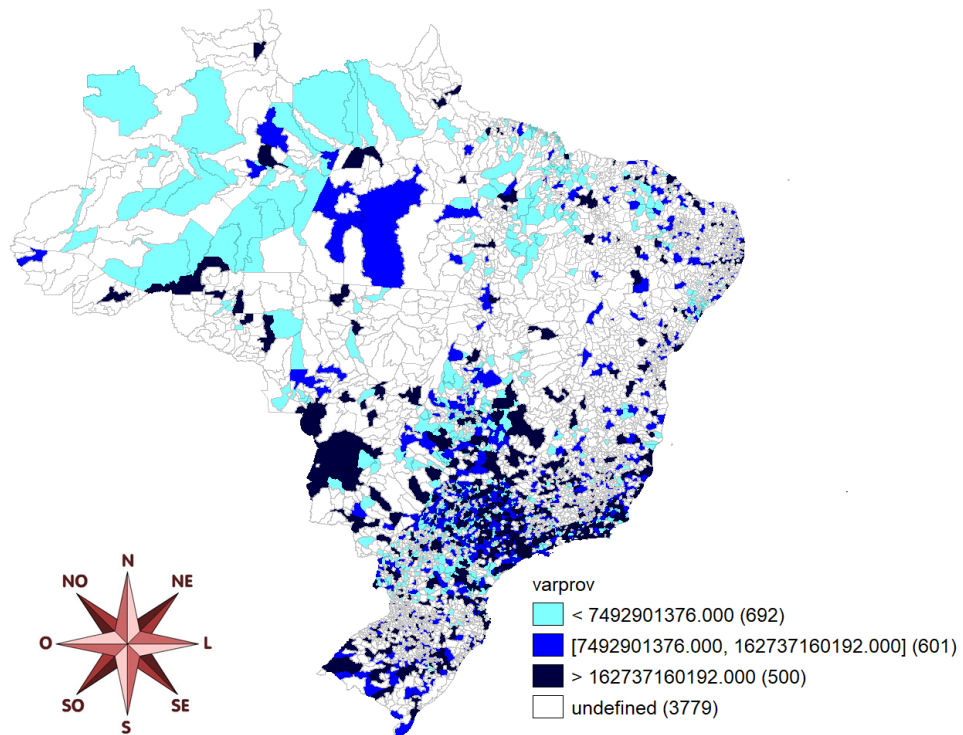 N
NO NE
O L
SO SE
S
varprov
< 7492901376.000 (692)
[7492901376.000, 162737160192.000] (601)
> 162737160192.000 (500)
undefined (3779)